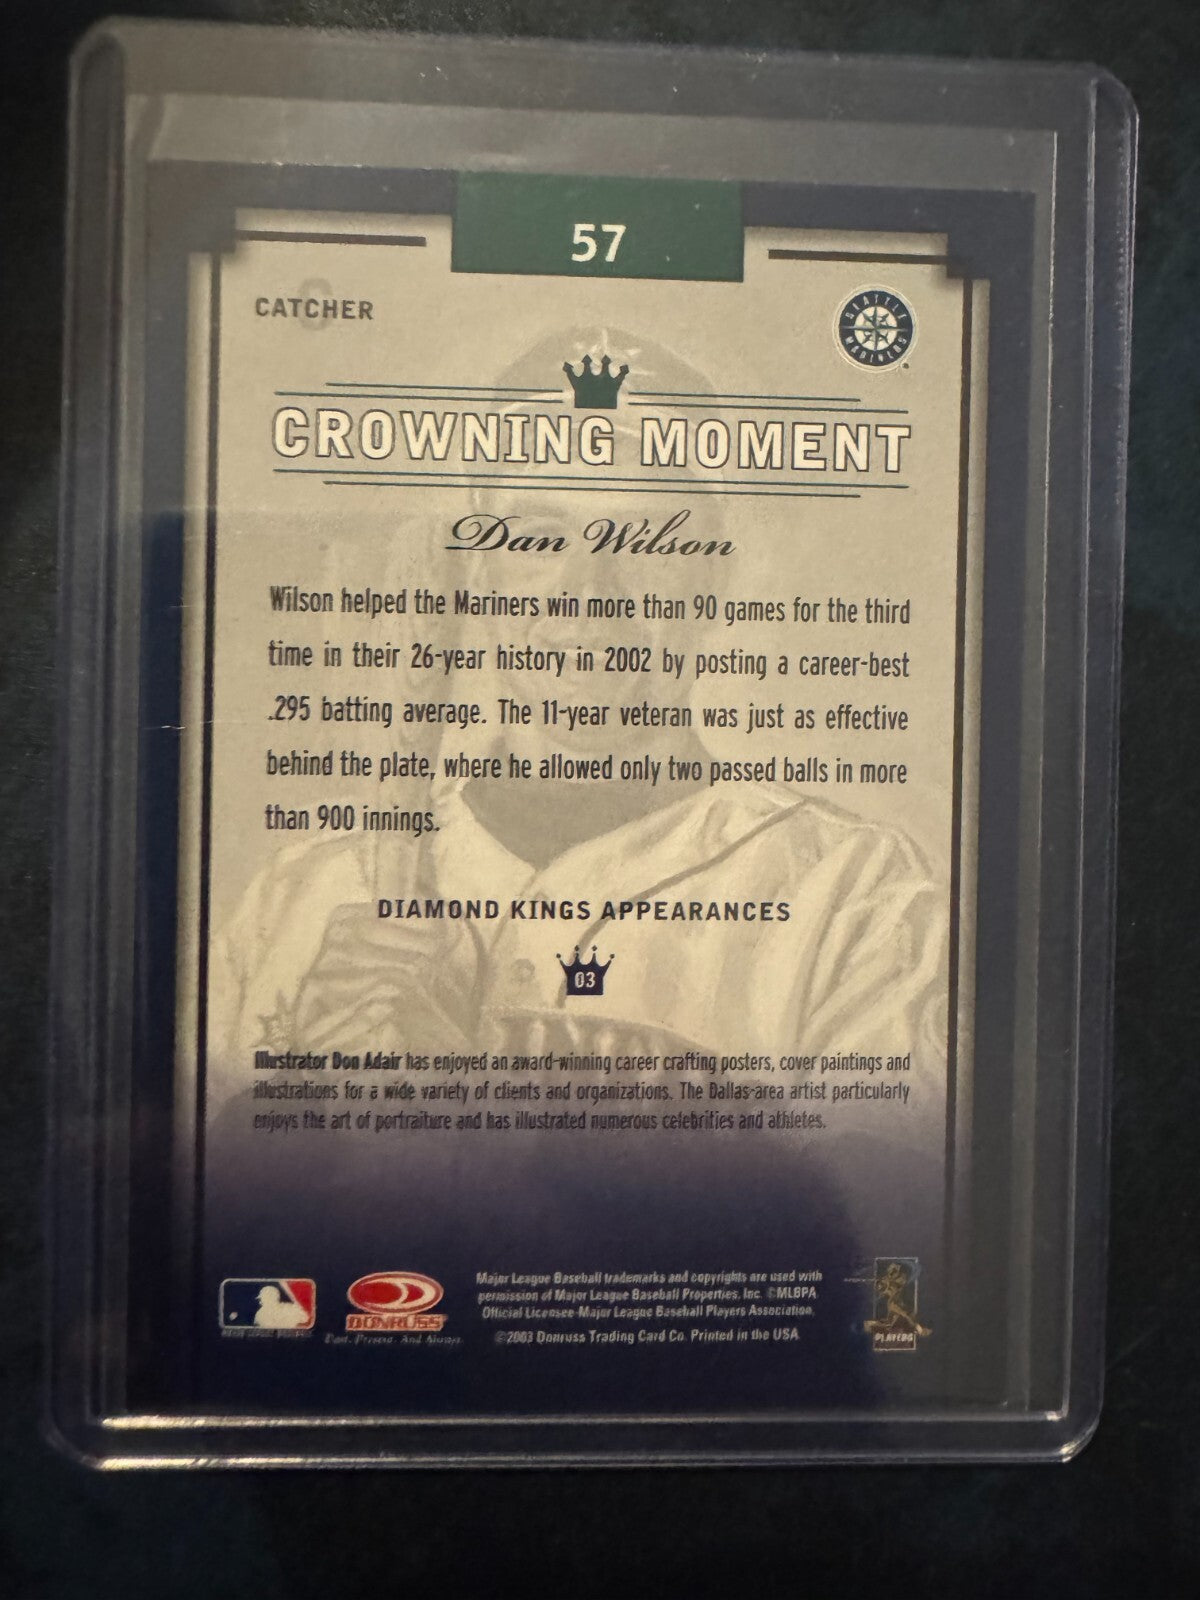 57
CATCHER
SEATTLE MARINERS
CROWNING MOMENT
Dan Wilson
Wilson helped the Mariners win more than 90 games for the third
time in their 26-year history in 2002 by posting a career-best
.295 batting average. The 11-year veteran was just as effective
behind the plate, where he allowed only two passed balls in more
than 900 innings.
DIAMOND KINGS APPEARANCES
03
Illustrator Don Adair has enjoyed an award-winning career crafting posters, cover paintings and
illustrations for a wide variety of clients and organizations. The Dallas-area artist particularly
enjoys the art of portraiture and has illustrated numerous celebrities and athletes.
Major League Baseball trademarks and copyrights are used with
permission of Major League Baseball Properties, Inc. ©MLBPA
Official Licensee-Major League Baseball Players Association
©2003 Donruss Trading Card Co. Printed in the USA
DONRUSS
Past, Present, And Always
PLAYERS